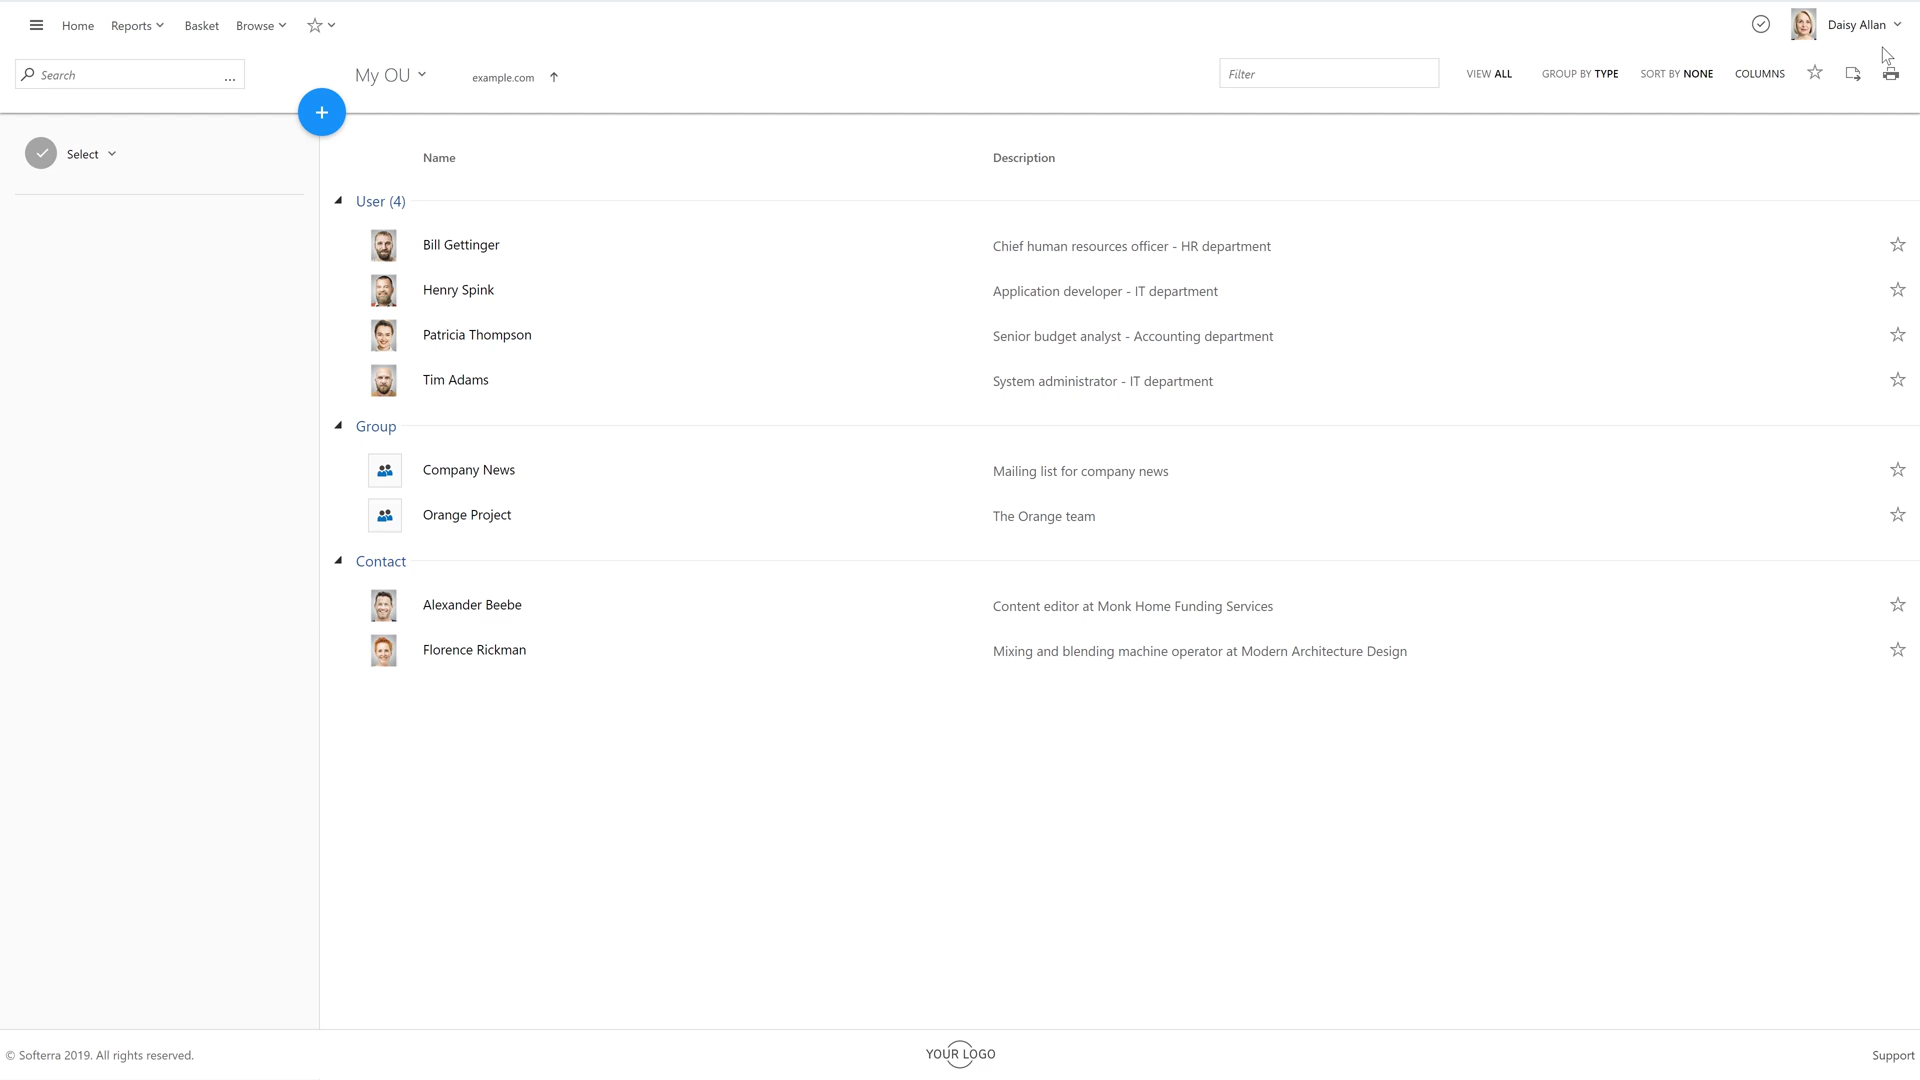 Home Reports Basket Browse
Daisy Allan
Search ...
My OU example.com
Filter VIEW ALL GROUP BY TYPE SORT BY NONE COLUMNS
Select
Name Description
User (4)
Bill Gettinger Chief human resources officer - HR department
Henry Spink Application developer - IT department
Patricia Thompson Senior budget analyst - Accounting department
Tim Adams System administrator - IT department
Group
Company News Mailing list for company news
Orange Project The Orange team
Contact
Alexander Beebe Content editor at Monk Home Funding Services
Florence Rickman Mixing and blending machine operator at Modern Architecture Design
© Softerra 2019. All rights reserved. YOUR LOGO Support